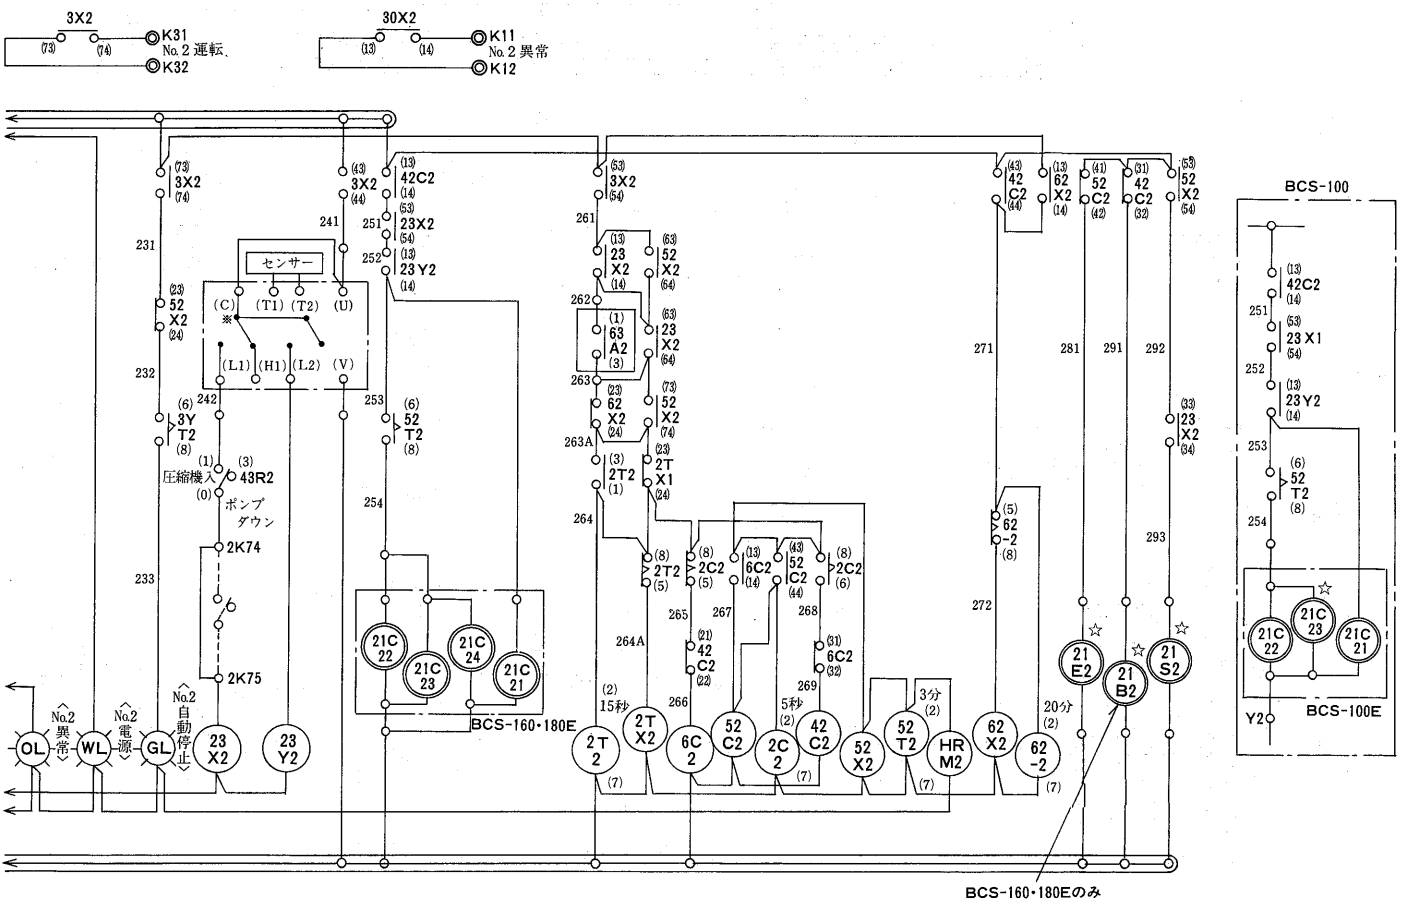 3X2
(73)
(74)
K31
No.2 運転
K32
30X2
(13)
(14)
K11
No.2 異常
K12
(73)
3X2
(74)
231
(23)
52
X2
(24)
232
(6)
3Y
T2
(8)
233
241
(43)
3X2
(44)
センサー
(C)
※
(T1)
(T2)
(U)
(L1)
(H1)
(L2)
(V)
242
(1)
圧縮機入
(3)
43R2
(0)
ポンプ
ダウン
2K74
2K75
(13)
42C2
(14)
251
(53)
23X2
(54)
252
(13)
23Y2
(14)
253
(6)
52
T2
(8)
254
21C
22
21C
23
21C
24
21C
21
BCS-160・180E
(53)
3X2
(54)
261
(13)
23
X2
(14)
(63)
52
X2
(64)
262
(1)
63
A2
(3)
(63)
23
X2
(64)
263
(23)
62
X2
(24)
(73)
52
X2
(74)
263A
(3)
2T2
(1)
(23)
2T
X1
(24)
264
(8)
2T2
(5)
(8)
2C2
(5)
(13)
6C2
(14)
(43)
52
C2
(44)
(8)
2C2
(6)
265
267
268
264A
(21)
42
C2
(22)
(31)
6C2
(32)
266
269
(43)
42
C2
(44)
(13)
62
X2
(14)
(41)
52
C2
(42)
(31)
42
C2
(32)
(53)
52
X2
(54)
271
281
291
292
(33)
23
X2
(34)
(5)
62
-2
(8)
293
272
OL
〈No.2 異常〉
WL
〈No.2 電源〉
GL
〈No.2 自動停止〉
23
X2
23
Y2
(2)
15秒
2T
2
(7)
2T
X2
6C
2
52
C2
5秒
(2)
2C
2
(7)
42
C2
52
X2
3分
(2)
52
T2
(7)
HR
M2
62
X2
20分
(2)
62
-2
(7)
☆
21
E2
☆
21
B2
☆
21
S2
BCS-160・180Eのみ
BCS-100
(13)
42C2
(14)
251
(53)
23X1
(54)
252
(13)
23Y2
(14)
253
(6)
52
T2
(8)
254
☆
21C
22
21C
23
21C
21
BCS-100E
Y2